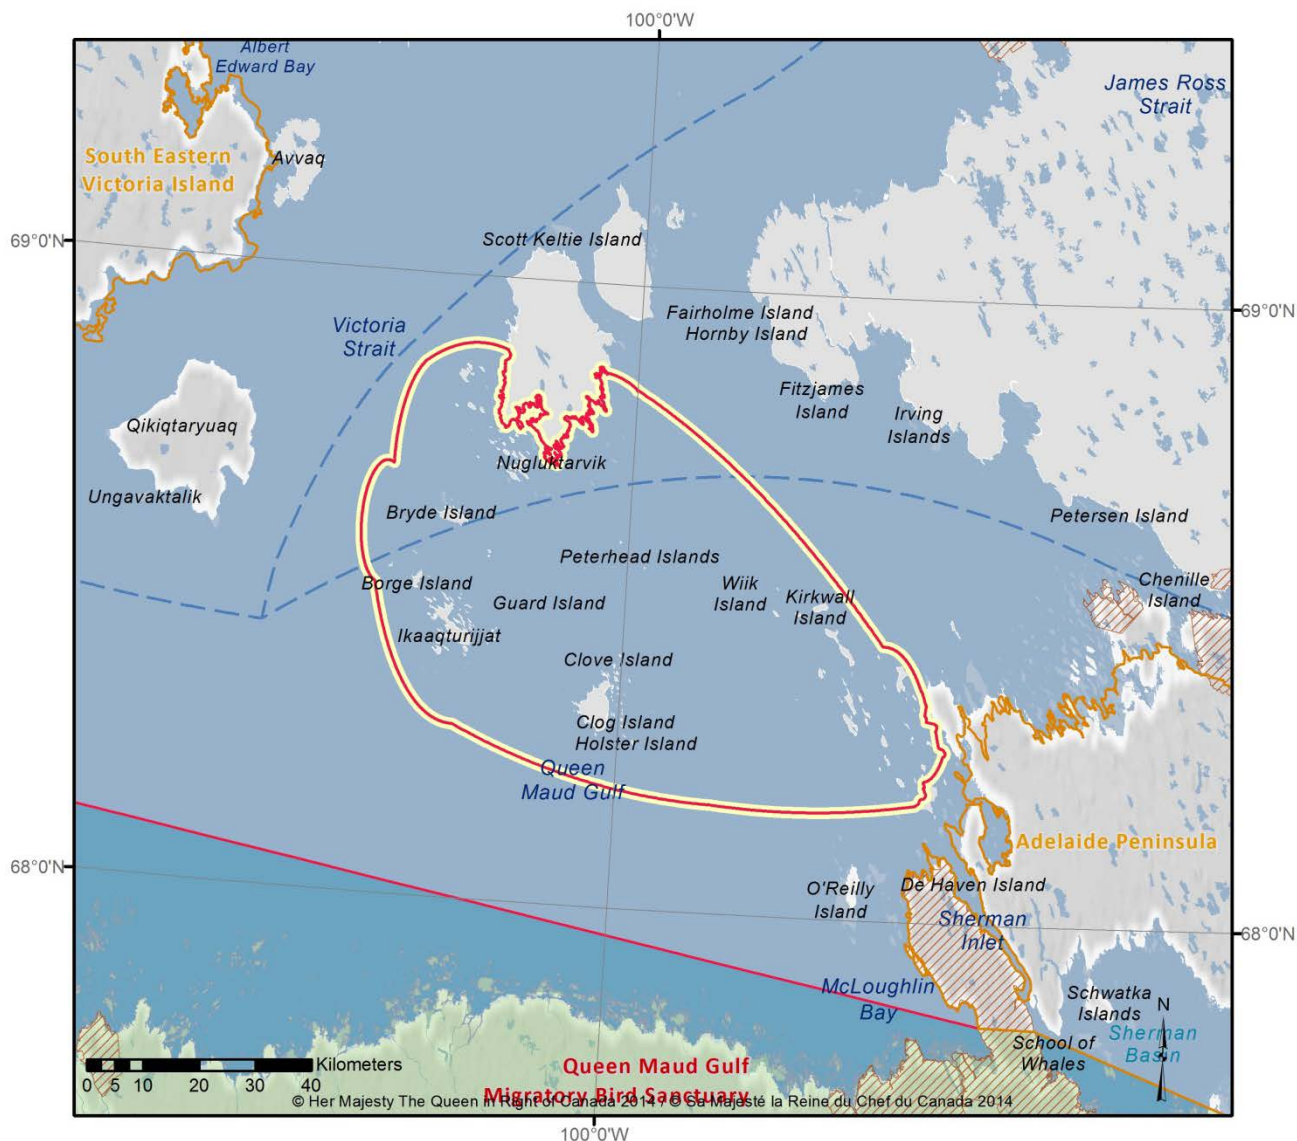 100°0'W
Albert
Edward Bay
James Ross
Strait
South Eastern
Victoria Island
Avvaq
69°0'N
Scott Keltie Island
Victoria
Strait
Fairholme Island
Hornby Island
69°0'N
Fitzjames
Island
Irving
Islands
Qikiqtaryuaq
Nugluktarvik
Ungavaktalik
Bryde Island
Petersen Island
Peterhead Islands
Borge Island
Wiik
Island
Kirkwall
Island
Chenille
Island
Guard Island
Ikaaqturijjat
Clove Island
Clog Island
Holster Island
Queen
Maud Gulf
Adelaide Peninsula
68°0'N
O'Reilly
Island
De Haven Island
Sherman
Inlet
68°0'N
McLoughlin
Bay
Schwatka
Islands
N
Sherman
Basin
School of
Whales
Kilometers
0 5 10 20 30 40
Queen Maud Gulf
Migratory Bird Sanctuary
© Her Majesty The Queen in Right of Canada 2014 / © Sa Majesté la Reine du Chef du Canada 2014
100°0'W